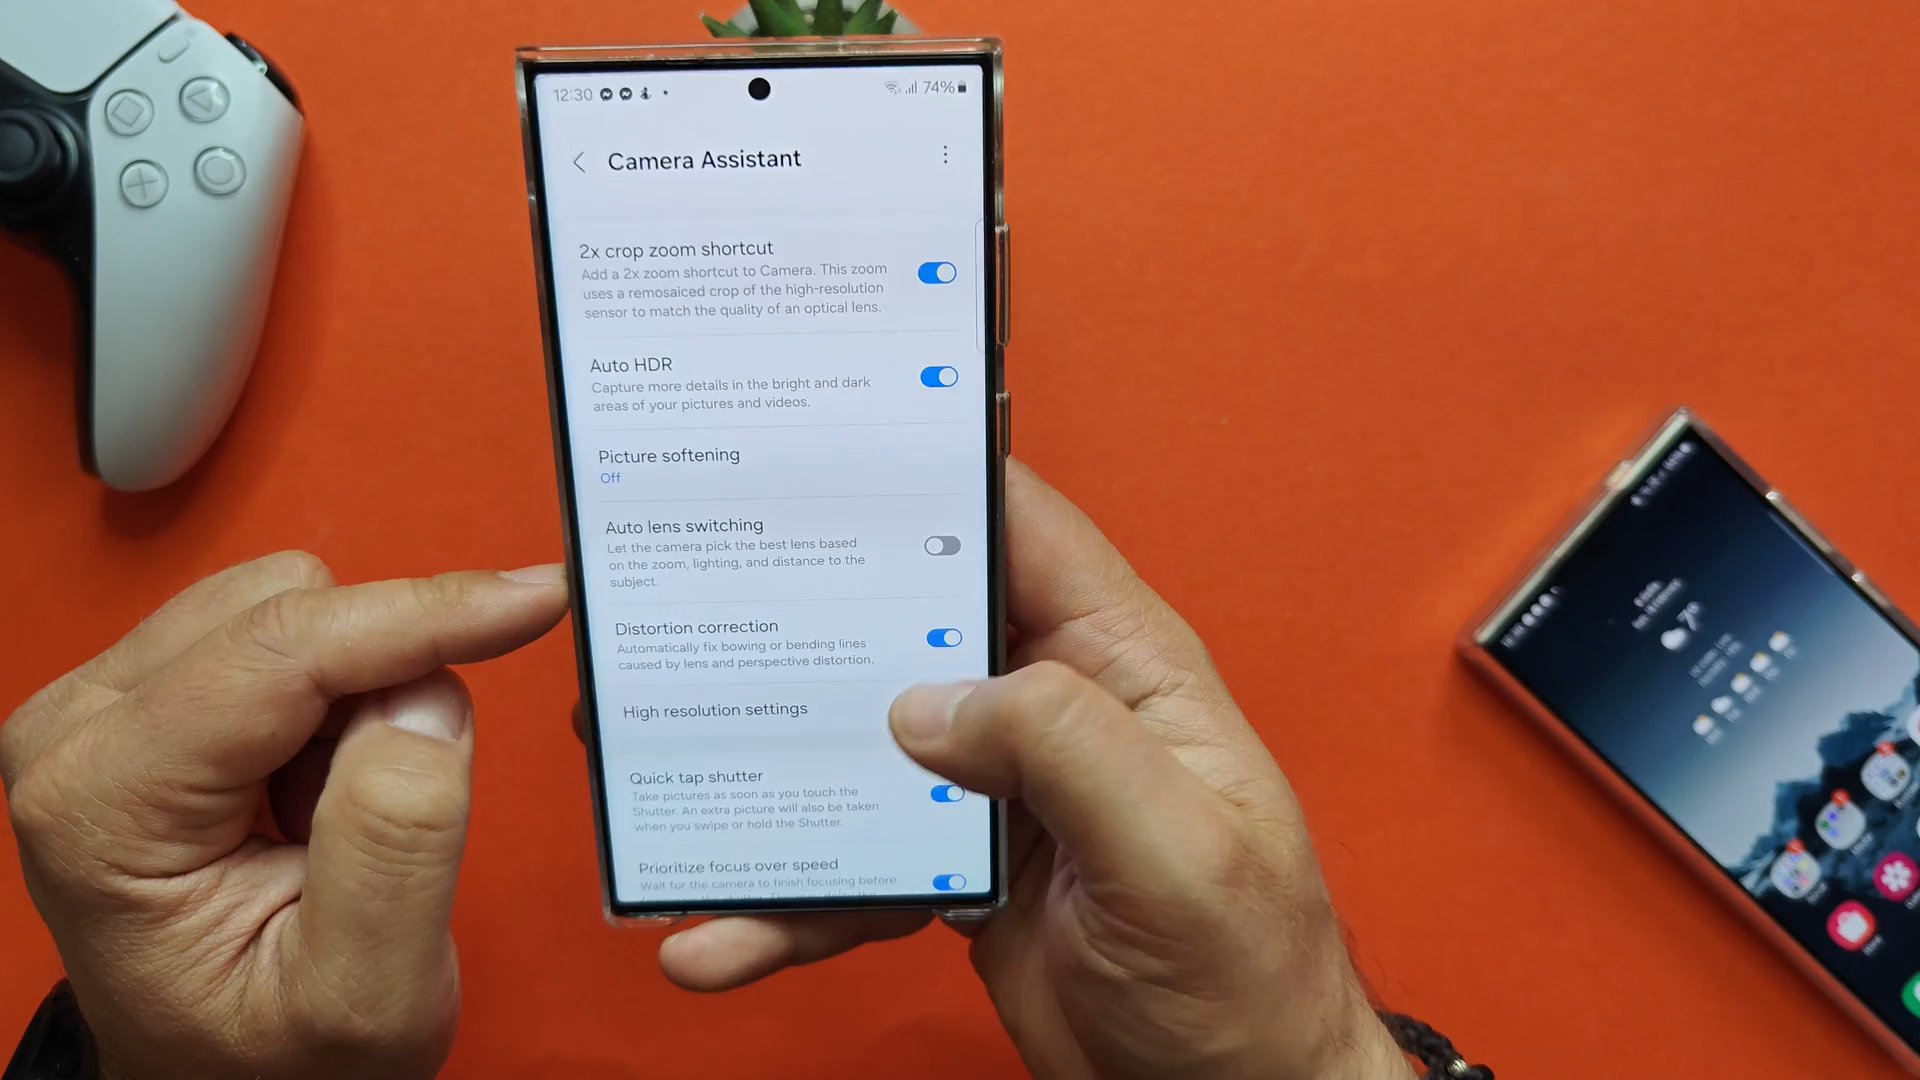 12:30
74%
Camera Assistant
2x crop zoom shortcut
Add a 2x zoom shortcut to Camera. This zoom
uses a remosaiced crop of the high-resolution
sensor to match the quality of an optical lens.
Auto HDR
Capture more details in the bright and dark
areas of your pictures and videos.
Picture softening
Off
Auto lens switching
Let the camera pick the best lens based
on the zoom, lighting, and distance to the
subject.
Distortion correction
Automatically fix bowing or bending lines
caused by lens and perspective distortion.
High resolution settings
Quick tap shutter
Take pictures as soon as you touch the
Shutter. An extra picture will also be taken
when you swipe or hold the Shutter.
Prioritize focus over speed
Wait for the camera to finish focusing before
7°